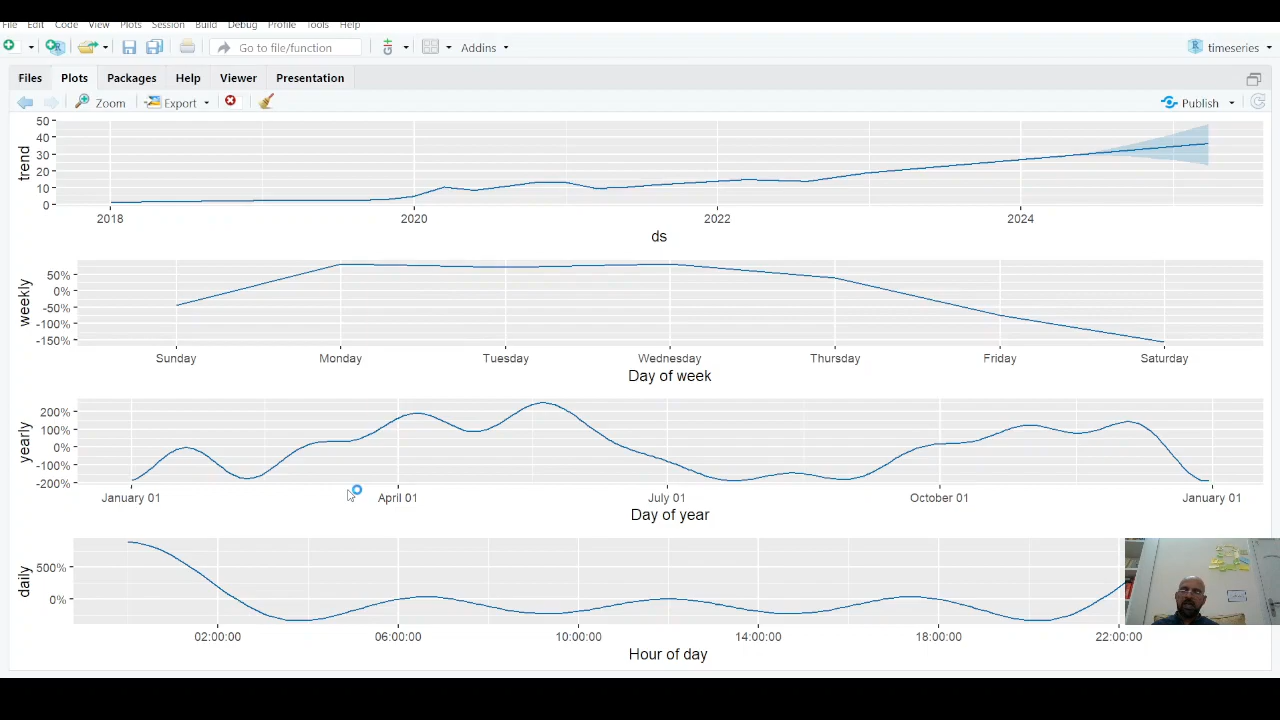 File Edit Code View Plots Session Build Debug Profile Tools Help
Go to file/function Addins timeseries
Files Plots Packages Help Viewer Presentation
Zoom Export Publish
50
40
30
20
10
0
trend
2018 2020 2022 2024
ds
50%
0%
-50%
-100%
-150%
weekly
Sunday Monday Tuesday Wednesday Thursday Friday Saturday
Day of week
200%
100%
0%
-100%
-200%
yearly
January 01 April 01 July 01 October 01 January 01
Day of year
500%
0%
daily
02:00:00 06:00:00 10:00:00 14:00:00 18:00:00 22:00:00
Hour of day